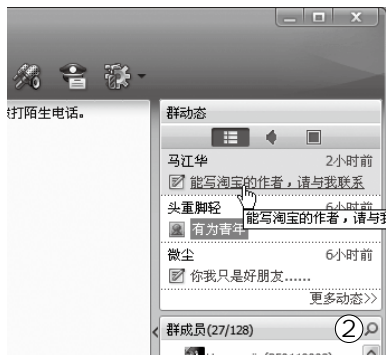 拨打陌生电话。
群动态
马江华 2小时前
能写淘宝的作者，请与我联系
头重脚轻 6小时前
有为青年
能写淘宝的作者，请与我
微尘 6小时前
你我只是好朋友……
更多动态>>
群成员(27/128) ②